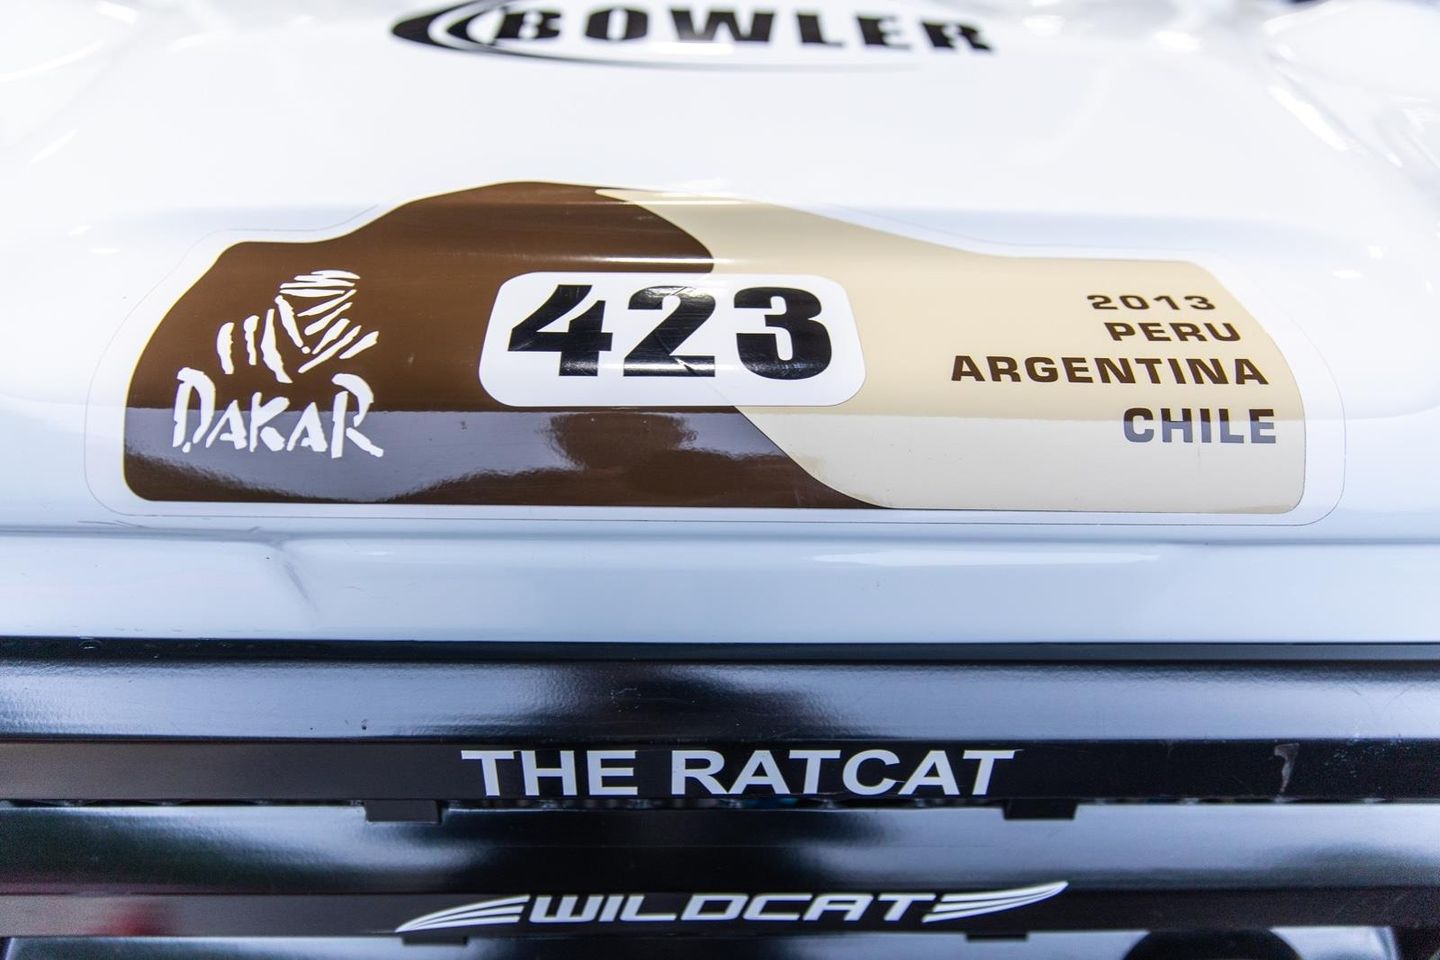 BOWLER
DAKAR
423
2013
PERU
ARGENTINA
CHILE
THE RATCAT
WILDCAT